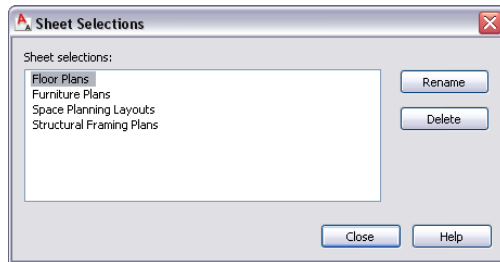 Sheet Selections
Sheet selections:
Floor Plans
Furniture Plans
Space Planning Layouts
Structural Framing Plans
Rename
Delete
Close
Help